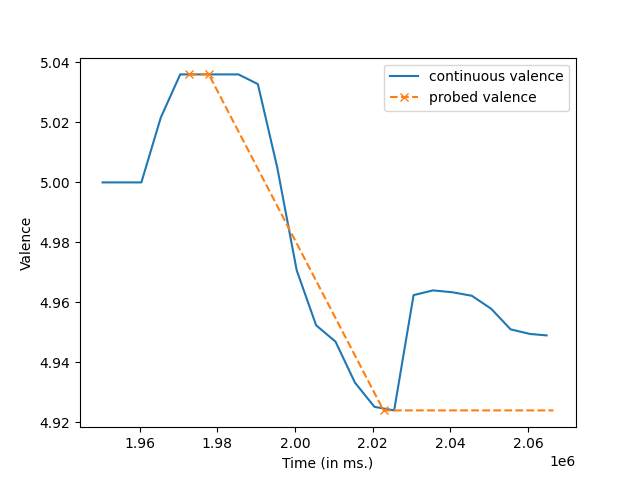 continuous valence
probed valence
5.04
5.02
5.00
4.98
4.96
4.94
4.92
Valence
1.96
1.98
2.00
2.02
2.04
2.06
1e6
Time (in ms.)